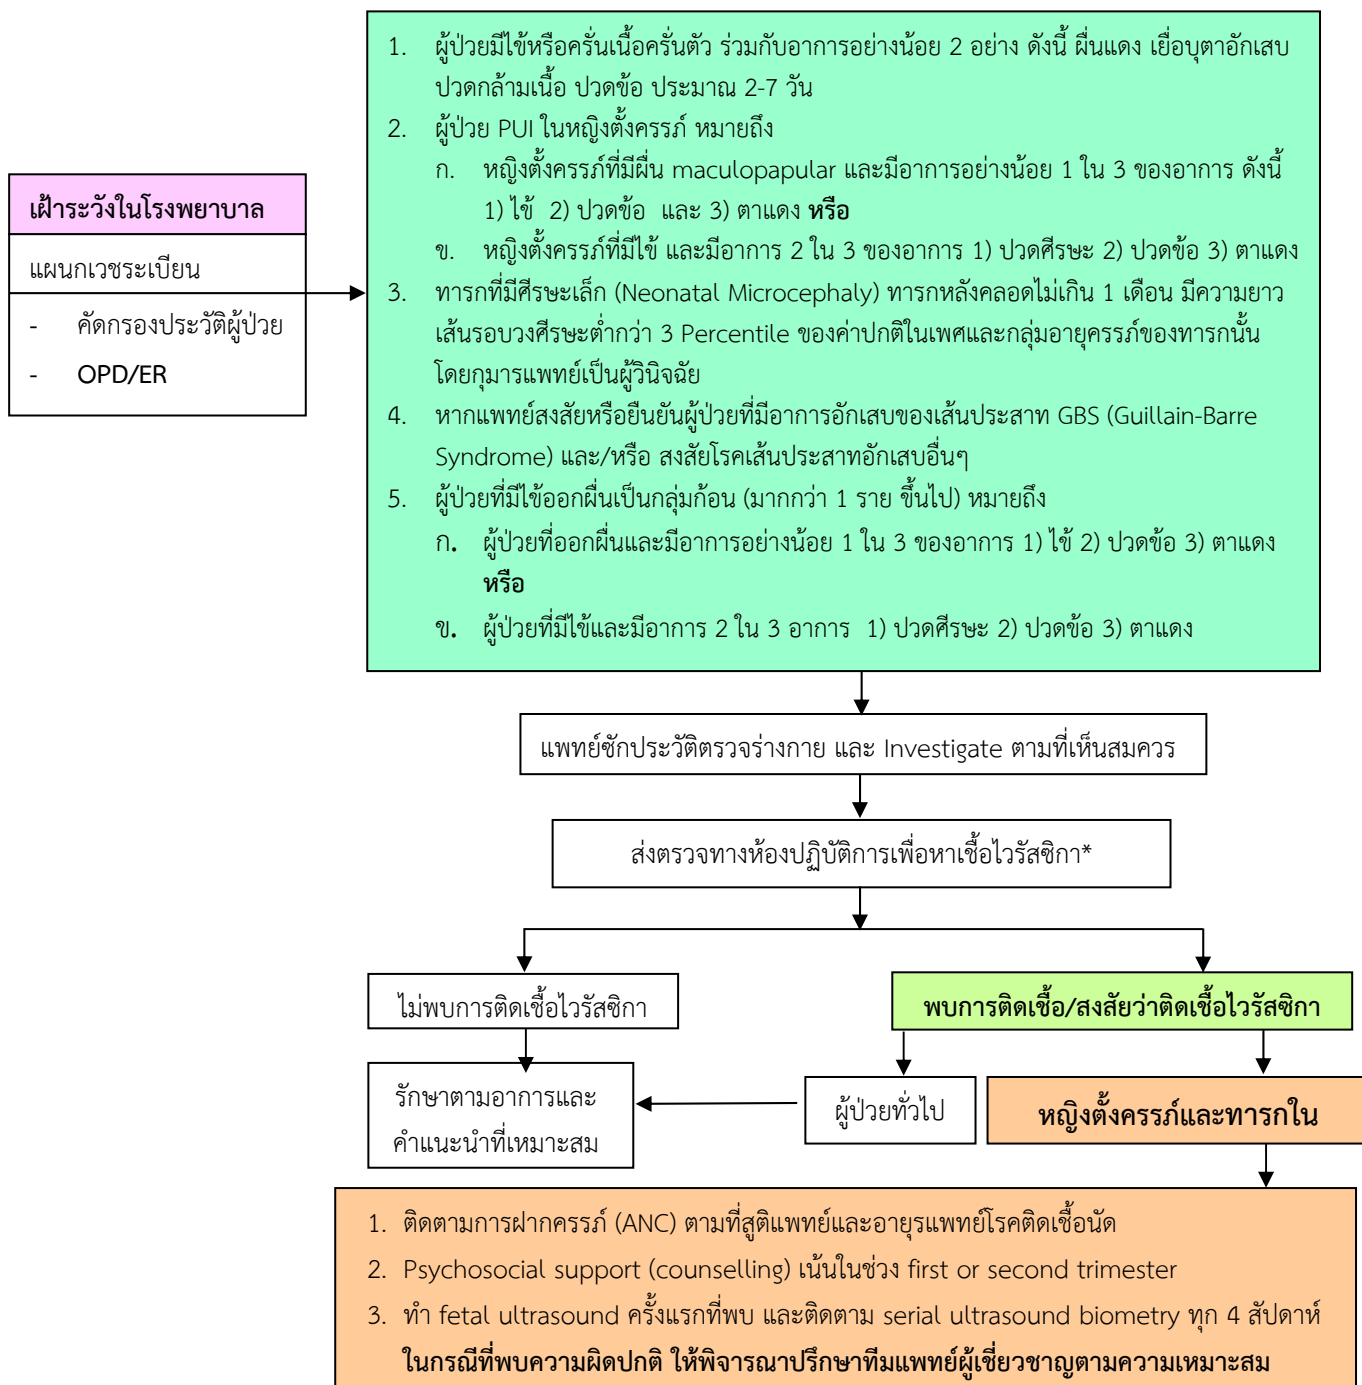 1. ผู้ป่วยมีไข้หรือครั่นเนื้อครั่นตัว ร่วมกับอาการอย่างน้อย 2 อย่าง ดังนี้ ผื่นแดง เยื่อบุตาอักเสบ
ปวดกล้ามเนื้อ ปวดข้อ ประมาณ 2-7 วัน
2. ผู้ป่วย PUI ในหญิงตั้งครรภ์ หมายถึง
ก. หญิงตั้งครรภ์ที่มีผื่น maculopapular และมีอาการอย่างน้อย 1 ใน 3 ของอาการ ดังนี้
1) ไข้ 2) ปวดข้อ และ 3) ตาแดง หรือ
ข. หญิงตั้งครรภ์ที่มีไข้ และมีอาการ 2 ใน 3 ของอาการ 1) ปวดศีรษะ 2) ปวดข้อ 3) ตาแดง
3. ทารกที่มีศีรษะเล็ก (Neonatal Microcephaly) ทารกหลังคลอดไม่เกิน 1 เดือน มีความยาว
เส้นรอบวงศีรษะต่ำกว่า 3 Percentile ของค่าปกติในเพศและกลุ่มอายุครรภ์ของทารกนั้น
โดยกุมารแพทย์เป็นผู้วินิจฉัย
4. หากแพทย์สงสัยหรือยืนยันผู้ป่วยที่มีอาการอักเสบของเส้นประสาท GBS (Guillain-Barre
Syndrome) และ/หรือ สงสัยโรคเส้นประสาทอักเสบอื่นๆ
5. ผู้ป่วยที่มีไข้ออกผื่นเป็นกลุ่มก้อน (มากกว่า 1 ราย ขึ้นไป) หมายถึง
ก. ผู้ป่วยที่ออกผื่นและมีอาการอย่างน้อย 1 ใน 3 ของอาการ 1) ไข้ 2) ปวดข้อ 3) ตาแดง
หรือ
ข. ผู้ป่วยที่มีไข้และมีอาการ 2 ใน 3 อาการ 1) ปวดศีรษะ 2) ปวดข้อ 3) ตาแดง
เฝ้าระวังในโรงพยาบาล
แผนกเวชระเบียน
- คัดกรองประวัติผู้ป่วย
- OPD/ER
แพทย์ซักประวัติตรวจร่างกาย และ Investigate ตามที่เห็นสมควร
ส่งตรวจทางห้องปฏิบัติการเพื่อหาเชื้อไวรัสซิกา*
ไม่พบการติดเชื้อไวรัสซิกา
พบการติดเชื้อ/สงสัยว่าติดเชื้อไวรัสซิกา
รักษาตามอาการและ
คำแนะนำที่เหมาะสม
ผู้ป่วยทั่วไป
หญิงตั้งครรภ์และทารกใน
1. ติดตามการฝากครรภ์ (ANC) ตามที่สูติแพทย์และอายุรแพทย์โรคติดเชื้อนัด
2. Psychosocial support (counselling) เน้นในช่วง first or second trimester
3. ทำ fetal ultrasound ครั้งแรกที่พบ และติดตาม serial ultrasound biometry ทุก 4 สัปดาห์
ในกรณีที่พบความผิดปกติ ให้พิจารณาปรึกษาทีมแพทย์ผู้เชี่ยวชาญตามความเหมาะสม